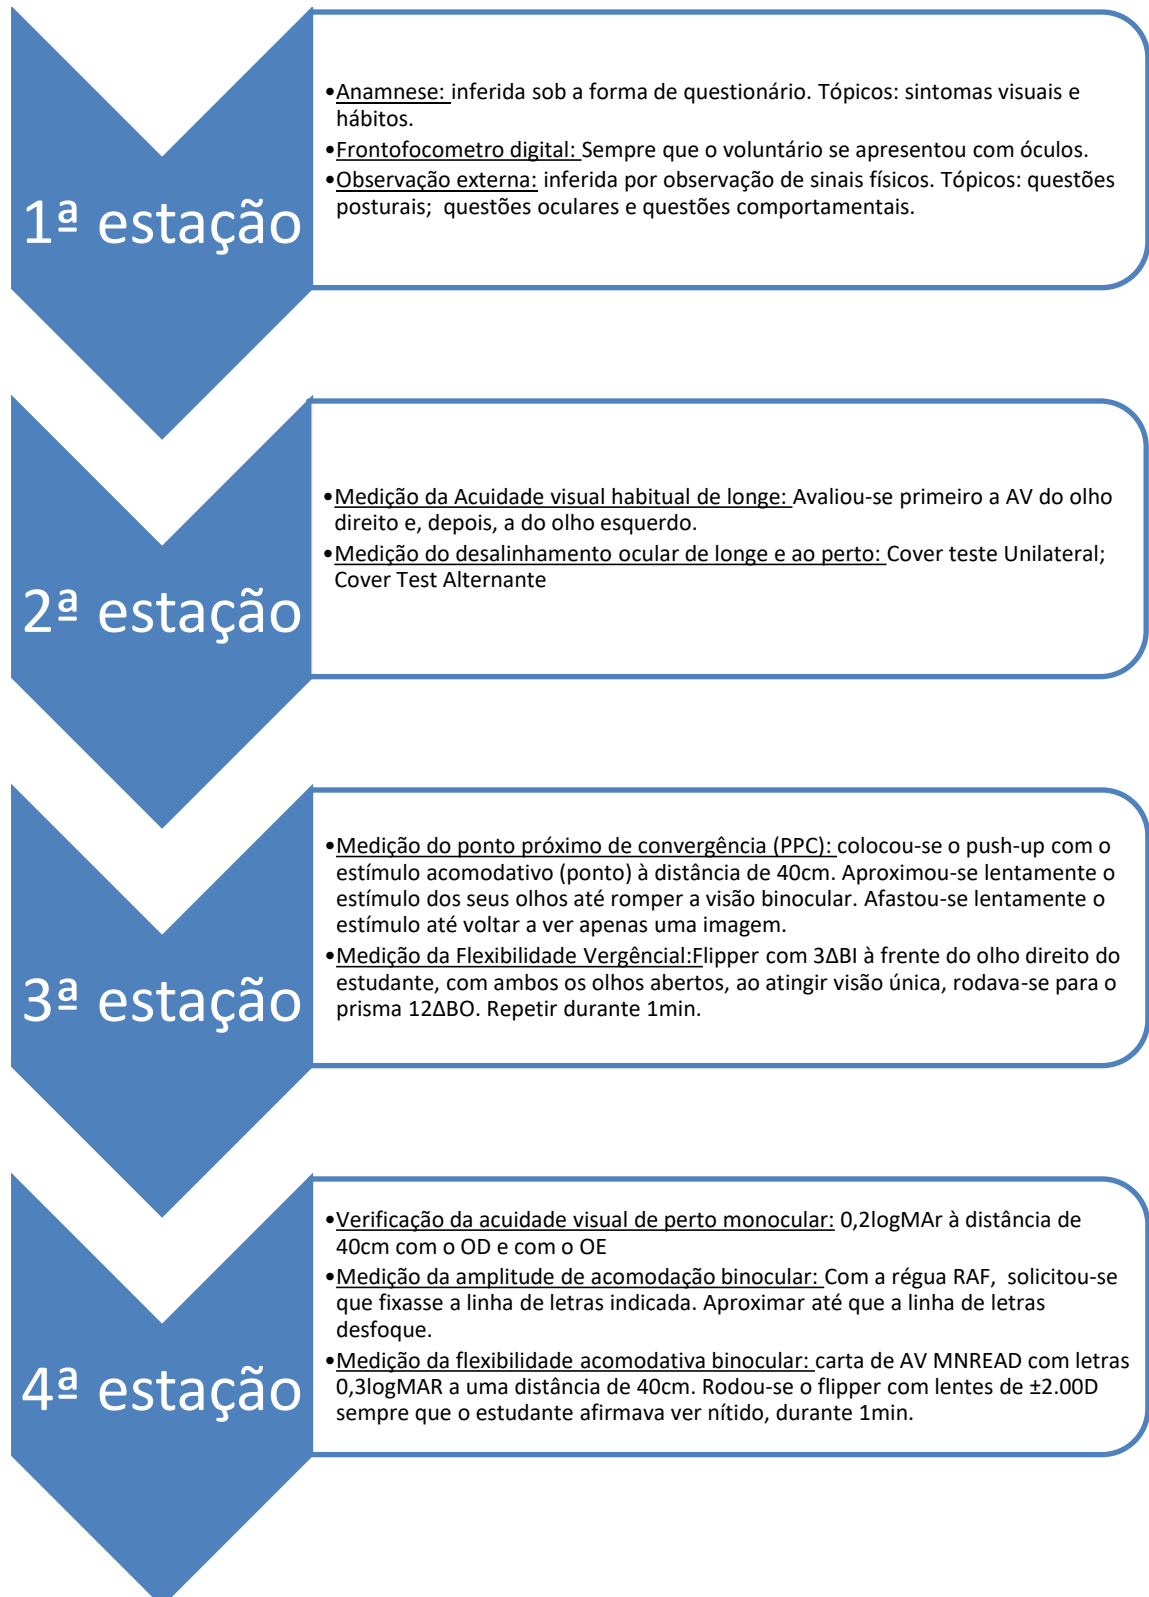 1ª estação
•Anamnese: inferida sob a forma de questionário. Tópicos: sintomas visuais e
hábitos.
•Frontofocometro digital: Sempre que o voluntário se apresentou com óculos.
•Observação externa: inferida por observação de sinais físicos. Tópicos: questões
posturais; questões oculares e questões comportamentais.
2ª estação
•Medição da Acuidade visual habitual de longe: Avaliou-se primeiro a AV do olho
direito e, depois, a do olho esquerdo.
•Medição do desalinhamento ocular de longe e ao perto: Cover teste Unilateral;
Cover Test Alternante
3ª estação
•Medição do ponto próximo de convergência (PPC): colocou-se o push-up com o
estímulo acomodativo (ponto) à distância de 40cm. Aproximou-se lentamente o
estímulo dos seus olhos até romper a visão binocular. Afastou-se lentamente o
estímulo até voltar a ver apenas uma imagem.
•Medição da Flexibilidade Vergêncial:Flipper com 3ΔBI à frente do olho direito do
estudante, com ambos os olhos abertos, ao atingir visão única, rodava-se para o
prisma 12ΔBO. Repetir durante 1min.
4ª estação
•Verificação da acuidade visual de perto monocular: 0,2logMAr à distância de
40cm com o OD e com o OE
•Medição da amplitude de acomodação binocular: Com a régua RAF, solicitou-se
que fixasse a linha de letras indicada. Aproximar até que a linha de letras
desfoque.
•Medição da flexibilidade acomodativa binocular: carta de AV MNREAD com letras
0,3logMAR a uma distância de 40cm. Rodou-se o flipper com lentes de ±2.00D
sempre que o estudante afirmava ver nítido, durante 1min.